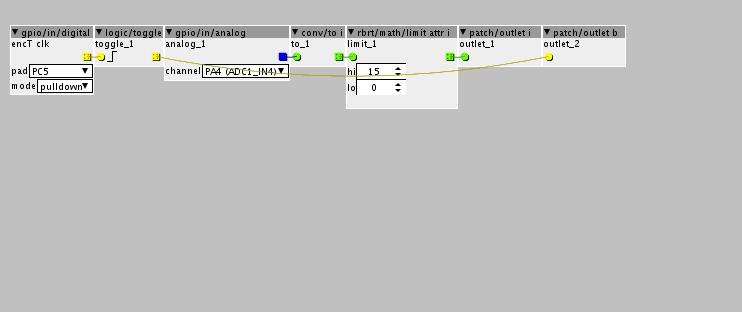 ▼ gpio/in/digital ▼ logic/toggle ▼ gpio/in/analog ▼ conv/to i ▼ rbrt/math/limit attr i ▼ patch/outlet i ▼ patch/outlet b
encT clk toggle_1 analog_1 to_1 limit_1 outlet_1 outlet_2
pad PC5 ▼ channel PA4 (ADC1_IN4) ▼ hi 15
mode pulldown ▼ lo 0